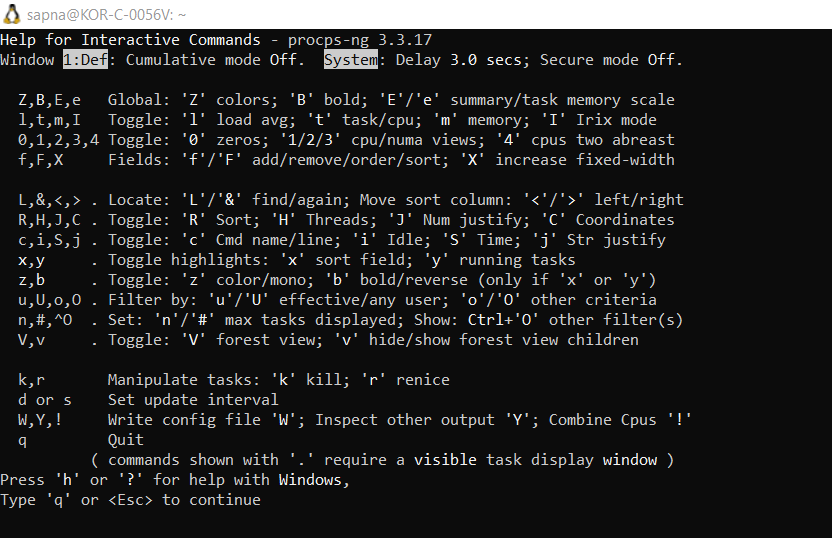 sapna@KOR-C-0056V: ~
Help for Interactive Commands - procps-ng 3.3.17
Window 1:Def: Cumulative mode Off.  System: Delay 3.0 secs; Secure mode Off.

  Z,B,E,e   Global: 'Z' colors; 'B' bold; 'E'/'e' summary/task memory scale
  l,t,m,I   Toggle: 'l' load avg; 't' task/cpu; 'm' memory; 'I' Irix mode
  0,1,2,3,4 Toggle: '0' zeros; '1/2/3' cpu/numa views; '4' cpus two abreast
  f,F,X     Fields: 'f'/'F' add/remove/order/sort; 'X' increase fixed-width

  L,&,<,> . Locate: 'L'/'&' find/again; Move sort column: '<'/'>' left/right
  R,H,J,C . Toggle: 'R' Sort; 'H' Threads; 'J' Num justify; 'C' Coordinates
  c,i,S,j . Toggle: 'c' Cmd name/line; 'i' Idle; 'S' Time; 'j' Str justify
  x,y     . Toggle highlights: 'x' sort field; 'y' running tasks
  z,b     . Toggle: 'z' color/mono; 'b' bold/reverse (only if 'x' or 'y')
  u,U,o,O . Filter by: 'u'/'U' effective/any user; 'o'/'O' other criteria
  n,#,^O  . Set: 'n'/'#' max tasks displayed; Show: Ctrl+'O' other filter(s)
  V,v     . Toggle: 'V' forest view; 'v' hide/show forest view children

  k,r       Manipulate tasks: 'k' kill; 'r' renice
  d or s    Set update interval
  W,Y,!     Write config file 'W'; Inspect other output 'Y'; Combine Cpus '!'
  q         Quit
          ( commands shown with '.' require a visible task display window )
Press 'h' or '?' for help with Windows,
Type 'q' or <Esc> to continue